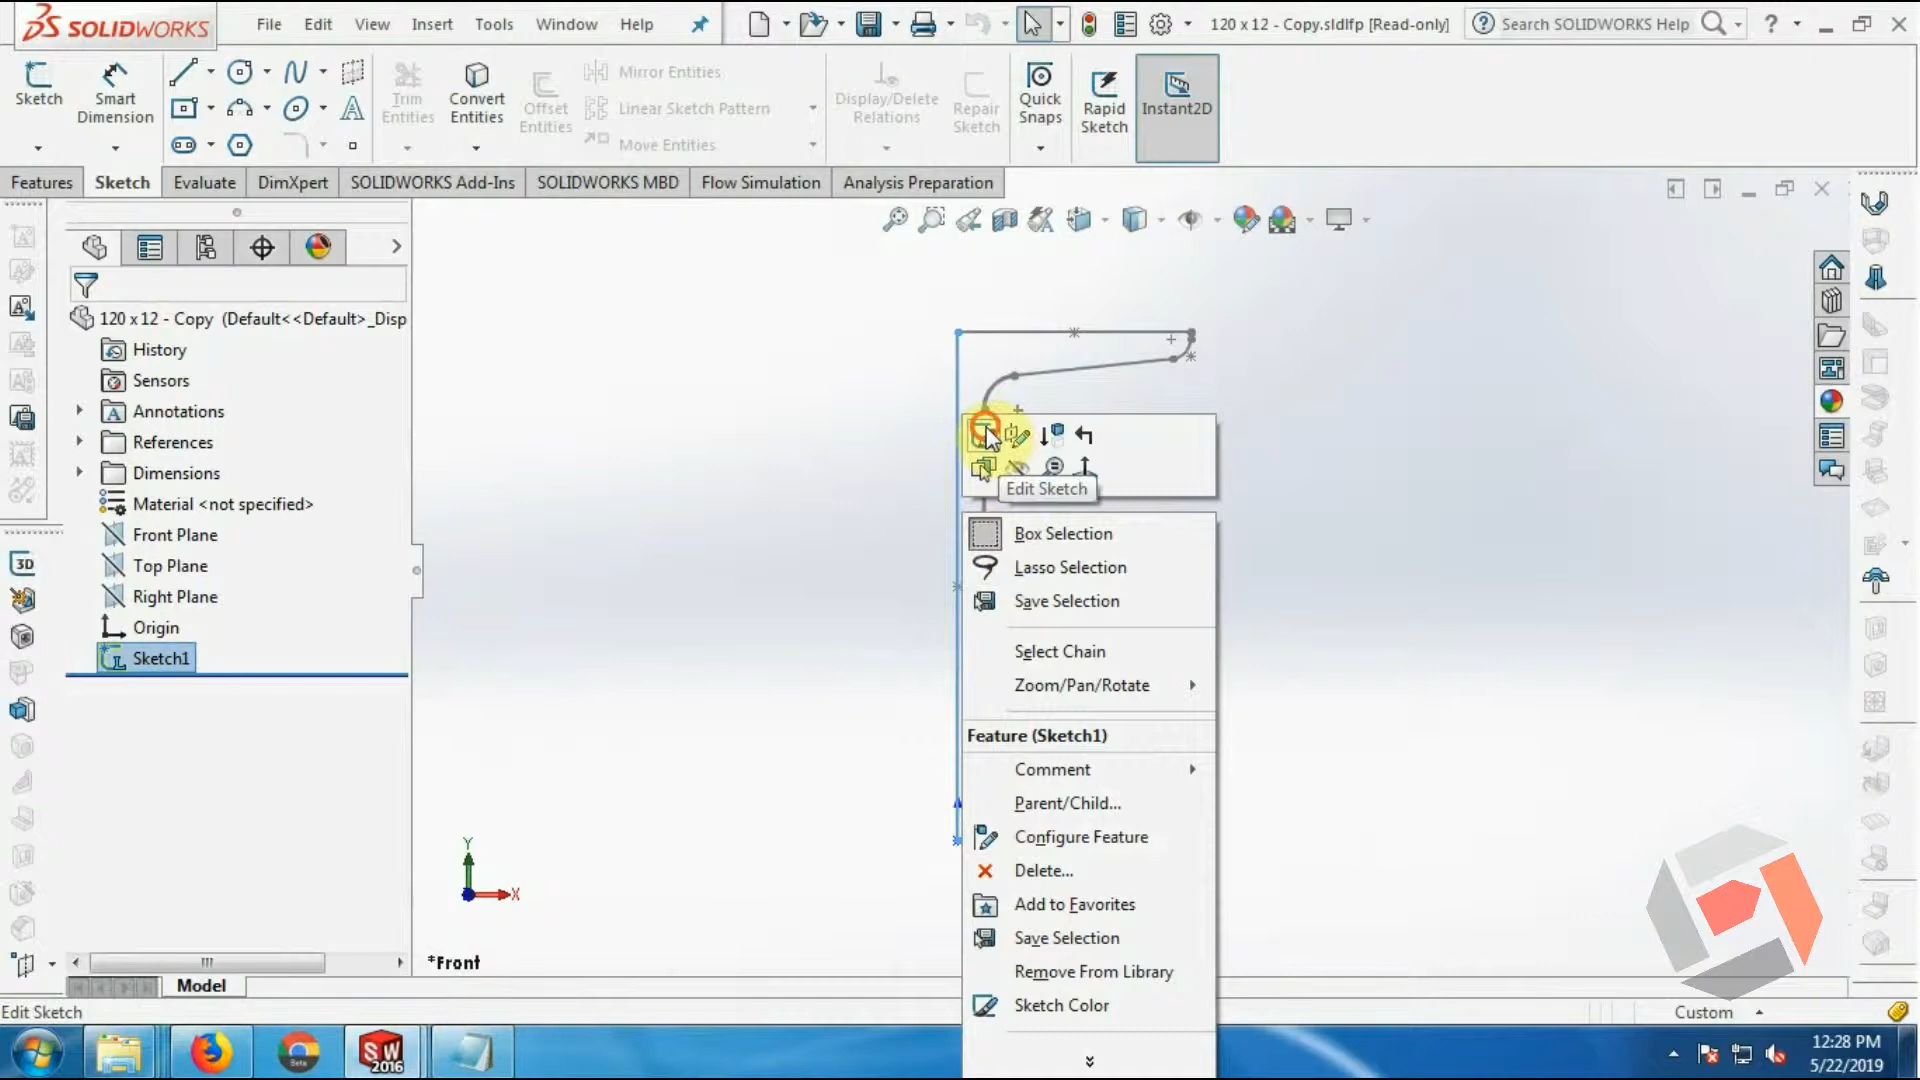 SOLIDWORKS
File Edit View Insert Tools Window Help
120 x 12 - Copy.sldlfp [Read-only]
Search SOLIDWORKS Help
Sketch
Smart Dimension
Trim Entities
Convert Entities
Offset Entities
Mirror Entities
Linear Sketch Pattern
Move Entities
Display/Delete Relations
Repair Sketch
Quick Snaps
Rapid Sketch
Instant2D
Features Sketch Evaluate DimXpert SOLIDWORKS Add-Ins SOLIDWORKS MBD Flow Simulation Analysis Preparation
120 x 12 - Copy (Default<<Default>_Disp
History
Sensors
Annotations
References
Dimensions
Material <not specified>
Front Plane
Top Plane
Right Plane
Origin
Sketch1
Edit Sketch
Box Selection
Lasso Selection
Save Selection
Select Chain
Zoom/Pan/Rotate
Feature (Sketch1)
Comment
Parent/Child...
Configure Feature
Delete...
Add to Favorites
Save Selection
Remove From Library
Sketch Color
Y
X
*Front
3D
Model
Edit Sketch
Custom
Beta
SW
2016
12:28 PM
5/22/2019